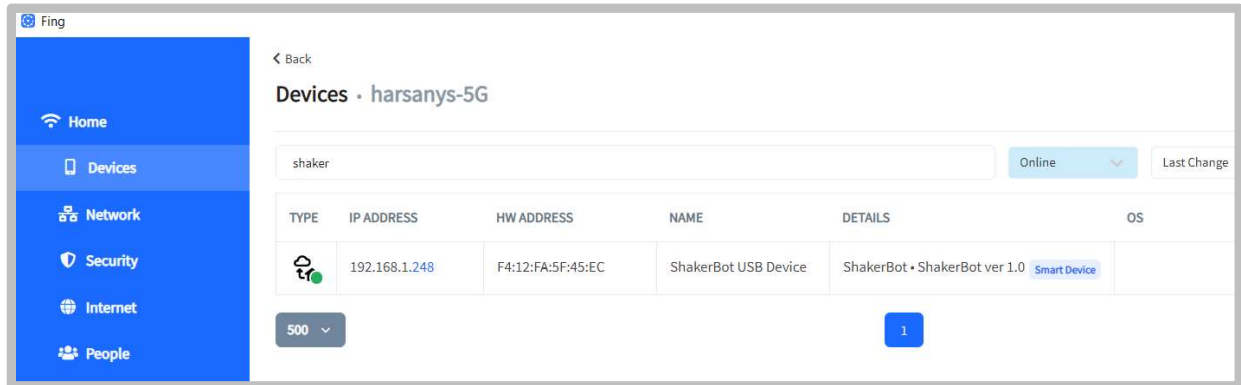 Fing
Back
Devices · harsanys-5G
Home
Devices
Network
Security
Internet
People
shaker
Online
Last Change
TYPE IP ADDRESS HW ADDRESS NAME DETAILS OS
192.168.1.248 F4:12:FA:5F:45:EC ShakerBot USB Device ShakerBot • ShakerBot ver 1.0 Smart Device
500
1